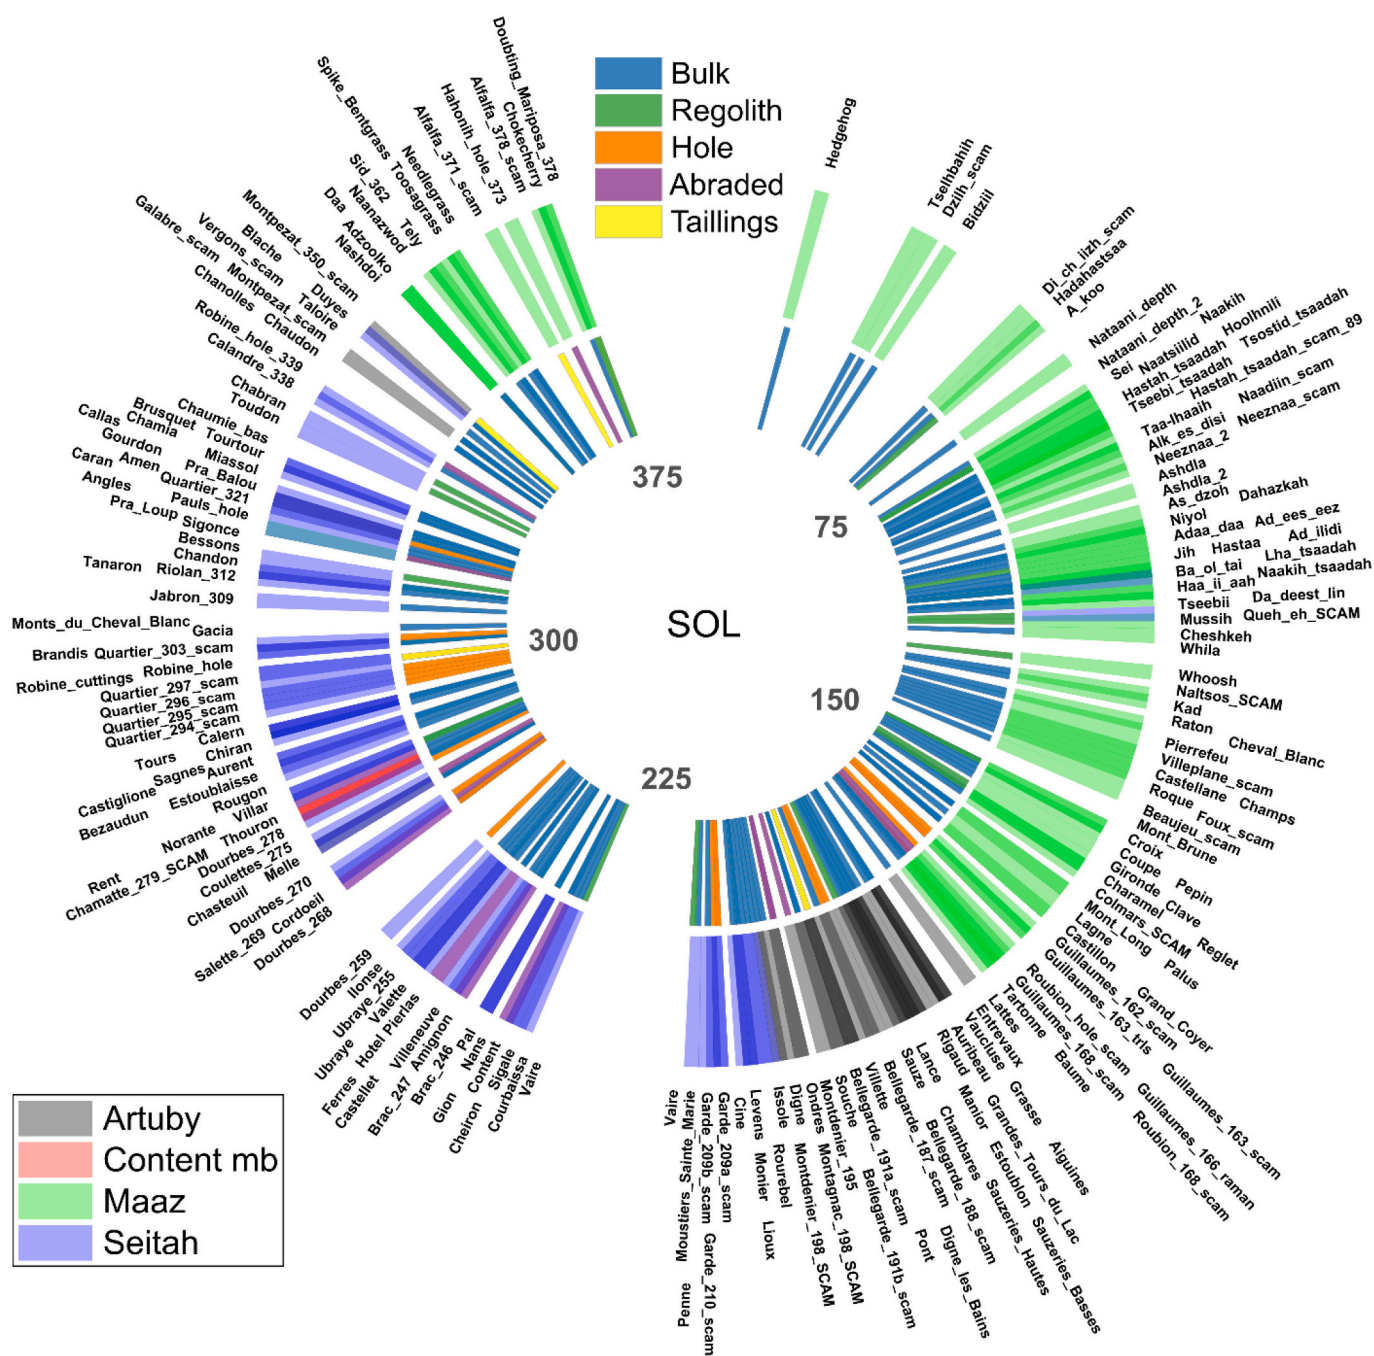 Bulk
Regolith
Hole
Abraded
Taillings
Hedgehog
Tselhbahih
Dzilh_scam
Bidziil
Di_ch_iizh_scam
Hadahastsaa
A_koo
Nataani_depth
Nataani_depth_2 Naakih
Sei Naatsiilid Hoolhnili
Hastah_tsaadah Tsostid_tsaadah
Tseebi_tsaadah Hastah_tsaadah_scam_89
Taa-lhaaih Naadiin_scam
Alk_es_disi Neeznaa_scam
Neeznaa_2
Ashdla
Ashdla_2
As_dzoh Dahazkah
Niyol
Adaa_daa Ad_ees_eez
Jih Hastaa Ad_ilidi
Ba_ol_tai Lha_tsaadah
Haa_ii_aah Naakih_tsaadah
Tseebii Da_deest_lin
Mussih Queh_eh_SCAM
Cheshkeh
Whila
Whoosh
Naltsos_SCAM
Kad
Raton Cheval_Blanc
Pierrefeu
Villeplane_scam
Castellane Champs
Roque Foux_scam
Beaujeu_scam
Mont_Brune
Croix
Coupe Pepin
Gironde Clave
Charamel Reglet
Colmars_SCAM
Mont_Long Palus
Lagne
Castillon Grand_Coyer
Guillaumes_162_scam
Guillaumes_163_trls Guillaumes_163_scam
Roubion_hole_scam Guillaumes_166_raman
Guillaumes_168_scam Roubion_168_scam
Tartonne Baume
Lattes
Entrevaux Grasse Aiguines
Vaucluse
Auribeau Grandes_Tours_du_Lac
Rigaud Manior Estoublon Sauzeries_Basses
Lance Chambares Sauzeries_Hautes
Sauze
Bellegarde_187_scam Bellegarde_188_scam Digne_les_Bains
Villette
Bellegarde_191a_scam Pont
Souche Bellegarde_191b_scam
Montdenier_195
Ondres Montagnac_198_SCAM
Digne Montdenier_198_SCAM
Issole Rourebel
Levens Monier Lioux
Cine
Garde_209a_scam
Garde_209b_scam Garde_210_scam
Moustiers_Sainte_Marie
Vaire Penne
Vaire
Courbaissa
Sigale
Cheiron Content
Gion Nans
Brac_246 Pal
Brac_247 Amignon
Castellet Villeneuve
Ferres Hotel Pierlas
Ubraye Valette
Ubraye_255
Ilonse
Dourbes_259
Dourbes_268
Salette_269 Cordoeil
Dourbes_270
Chasteuil Melle
Coulettes_275
Dourbes_278
Chamatte_279_SCAM Thouron
Rent Norante Villar
Rougon
Bezaudun Estoublaisse
Castiglione Sagnes Aurent
Chiran
Tours Calern
Quartier_294_scam
Quartier_295_scam
Quartier_296_scam
Quartier_297_scam
Robine_cuttings Robine_hole
Brandis Quartier_303_scam
Gacia
Monts_du_Cheval_Blanc
Jabron_309
Tanaron Riolan_312
Chandon
Bessons
Pra_Loup Sigonce
Angles Pauls_hole
Caran Amen Quartier_321
Gourdon Pra_Balou
Callas Chamia Miassol
Brusquet Tourtour
Chaumie_bas
Toudon
Chabran
Calandre_338
Robine_hole_339
Chanolles Chaudon
Galabre_scam Montpezat_scam
Vergons_scam Taloire
Blache Duyes
Montpezat_350_scam
Nashdoi
Daa Adzoolko
Naanazwod
Sid_362 Tely
Spike_Bentgrass Toosagrass
Needlegrass
Alfalfa_371_scam
Hahonih_hole_373
Alfalfa_378_scam
Chokecherry
Doubting_Mariposa_378
375
75
SOL
300
150
225
Artuby
Content mb
Maaz
Seitah